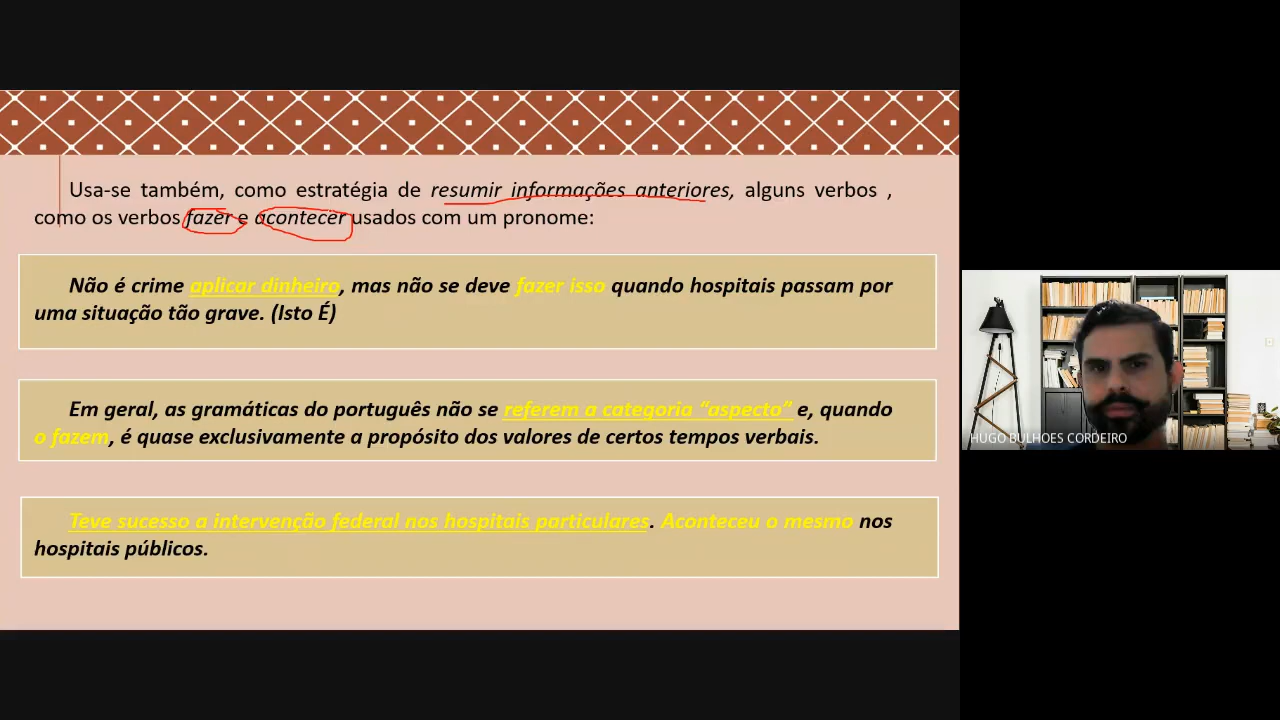 Usa-se também, como estratégia de resumir informações anteriores, alguns verbos ,
como os verbos fazer e acontecer usados com um pronome:
Não é crime aplicar dinheiro, mas não se deve fazer isso quando hospitais passam por
uma situação tão grave. (Isto É)
Em geral, as gramáticas do português não se referem a categoria “aspecto” e, quando
o fazem, é quase exclusivamente a propósito dos valores de certos tempos verbais.
Teve sucesso a intervenção federal nos hospitais particulares. Aconteceu o mesmo nos
hospitais públicos.
HUGO BULHOES CORDEIRO